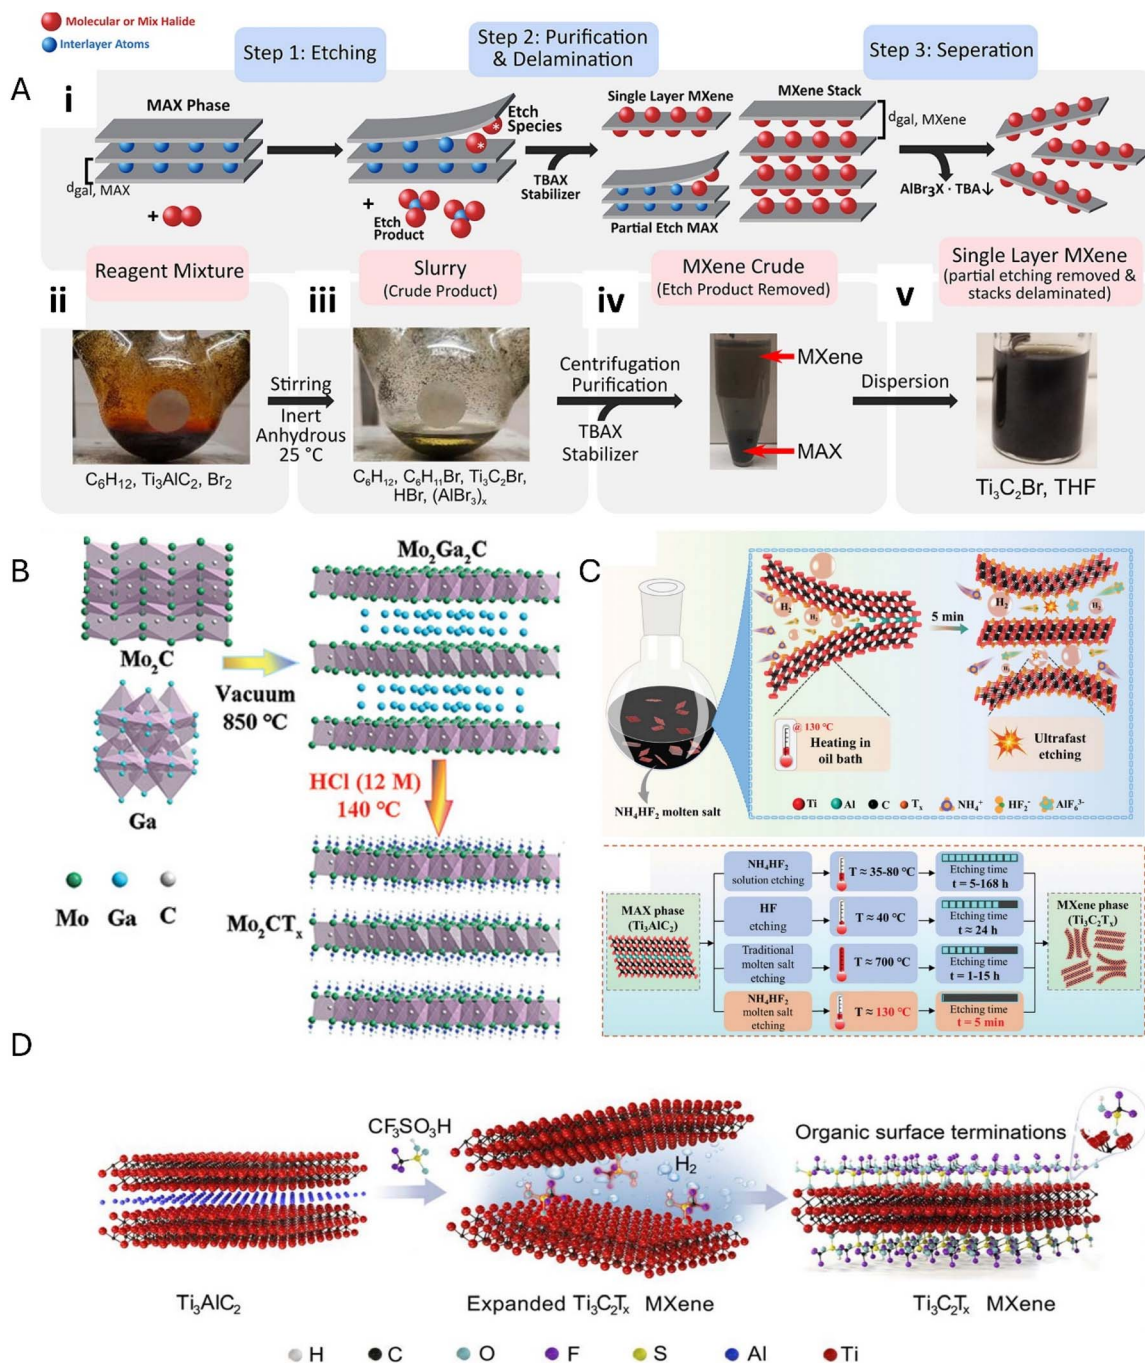 Molecular or Mix Halide
Interlayer Atoms
Step 1: Etching
Step 2: Purification
& Delamination
Step 3: Seperation
A
i
MAX Phase
d gal, MAX
+
Etch
Species
*
*
+
Etch
Product
TBAX
Stabilizer
Single Layer MXene
Partial Etch MAX
MXene Stack
d gal, MXene
AlBr3X · TBA↓
Reagent Mixture
Slurry
(Crude Product)
MXene Crude
(Etch Product Removed)
Single Layer MXene
(partial etching removed &
stacks delaminated)
ii
C6H12, Ti3AlC2, Br2
Stirring
Inert
Anhydrous
25 °C
iii
C6H12, C6H11Br, Ti3C2Br,
HBr, (AlBr3)x
Centrifugation
Purification
TBAX
Stabilizer
iv
MXene
MAX
Dispersion
v
Ti3C2Br, THF
B
Mo2C
Ga
Vacuum
850 °C
Mo2Ga2C
HCl (12 M)
140 °C
Mo2CTx
Mo Ga C
C
NH4HF2 molten salt
H2
H2
@ 130 °C
Heating in
oil bath
5 min
H2
H2
Ultrafast
etching
Ti Al C Tx NH4+ HF2- AlF63-
MAX phase
(Ti3AlC2)
NH4HF2
solution etching
T ≈ 35-80 °C
Etching time
t = 5-168 h
HF
etching
T ≈ 40 °C
Etching time
t ≈ 24 h
Traditional
molten salt
etching
T ≈ 700 °C
Etching time
t = 1-15 h
NH4HF2
molten salt
etching
T ≈ 130 °C
Etching time
t = 5 min
MXene phase
(Ti3C2Tx)
D
CF3SO3H
H2
Organic surface terminations
Ti3AlC2
Expanded Ti3C2Tx MXene
Ti3C2Tx MXene
H C O F S Al Ti